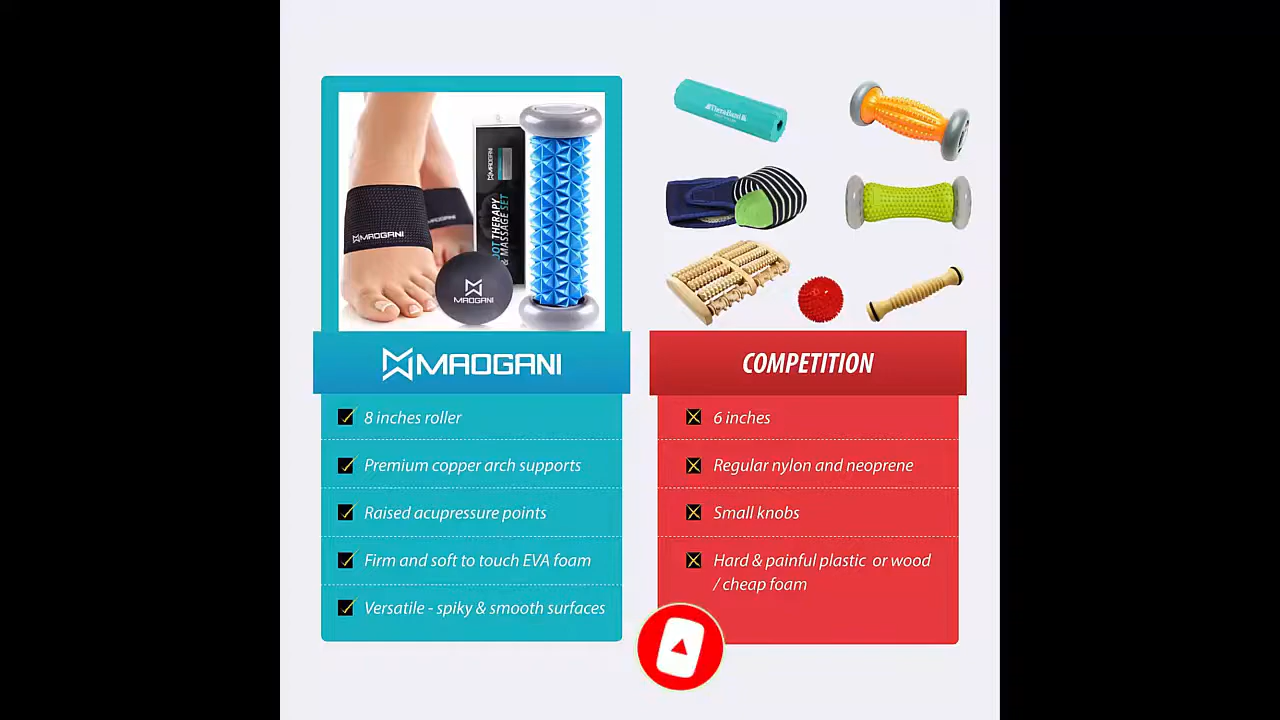 MAOGANI
MAOGANI
MAOGANI
FOOT THERAPY
& MASSAGE SET
MAOGANI
TheraBand
MAOGANI
COMPETITION
8 inches roller
Premium copper arch supports
Raised acupressure points
Firm and soft to touch EVA foam
Versatile - spiky & smooth surfaces
6 inches
Regular nylon and neoprene
Small knobs
Hard & painful plastic or wood
/ cheap foam